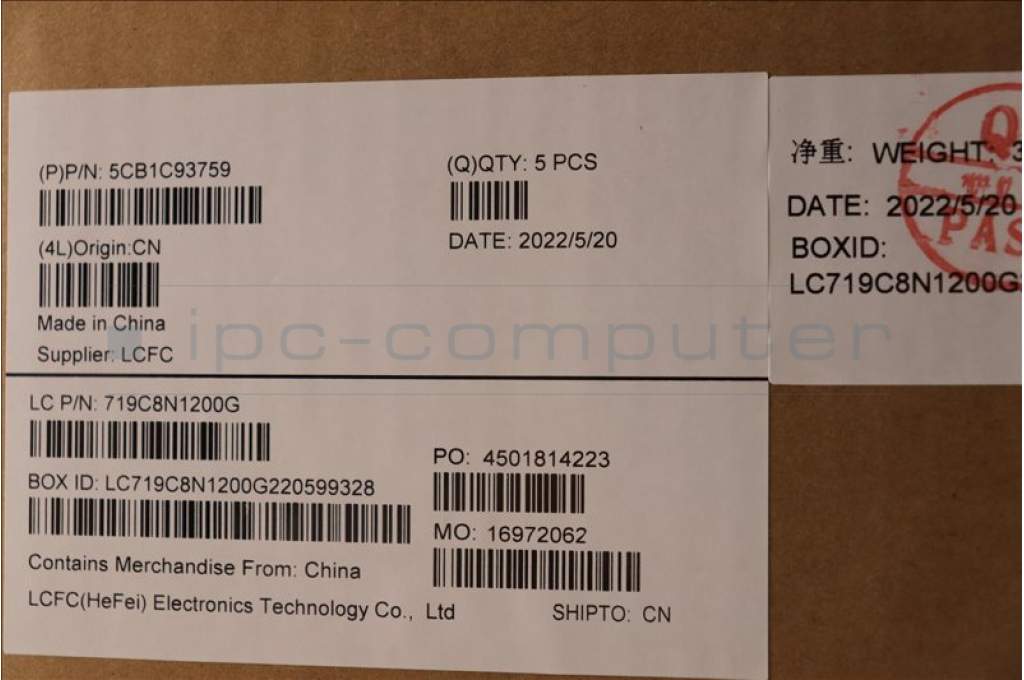 (P)P/N: 5CB1C93759
(Q)QTY: 5 PCS
(4L)Origin:CN
DATE: 2022/5/20
Made in China
Supplier: LCFC
ipc-computer
LC P/N: 719C8N1200G
BOX ID: LC719C8N1200G220599328
PO: 4501814223
MO: 16972062
Contains Merchandise From: China
LCFC(HeFei) Electronics Technology Co., Ltd
SHIPTO: CN
净重: WEIGHT:
DATE: 2022/5/20
BOXID:
LC719C8N1200G
PAS